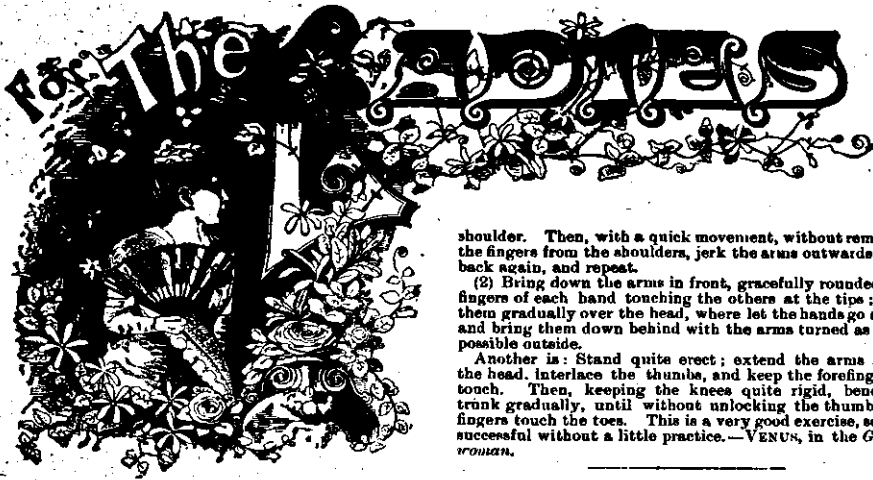 For The Ladies
shoulder. Then, with a quick movement, without rem
the fingers from the shoulders, jerk the arms outwards
back again, and repeat.
(2) Bring down the arms in front, gracefully rounde
fingers of each hand touching the others at the tips;
them gradually over the head, where let the hands go
and bring them down behind with the arms turned as
possible outside.
Another is: Stand quite erect; extend the arms
the head. interlace the thumbs, and keep the forefing
touch. Then, keeping the knees quite rigid, ben
trunk gradually, until without unlocking the thumb
fingers touch the toes. This is a very good exercise, s
successful without a little practice.—VENUS, in the G
woman.